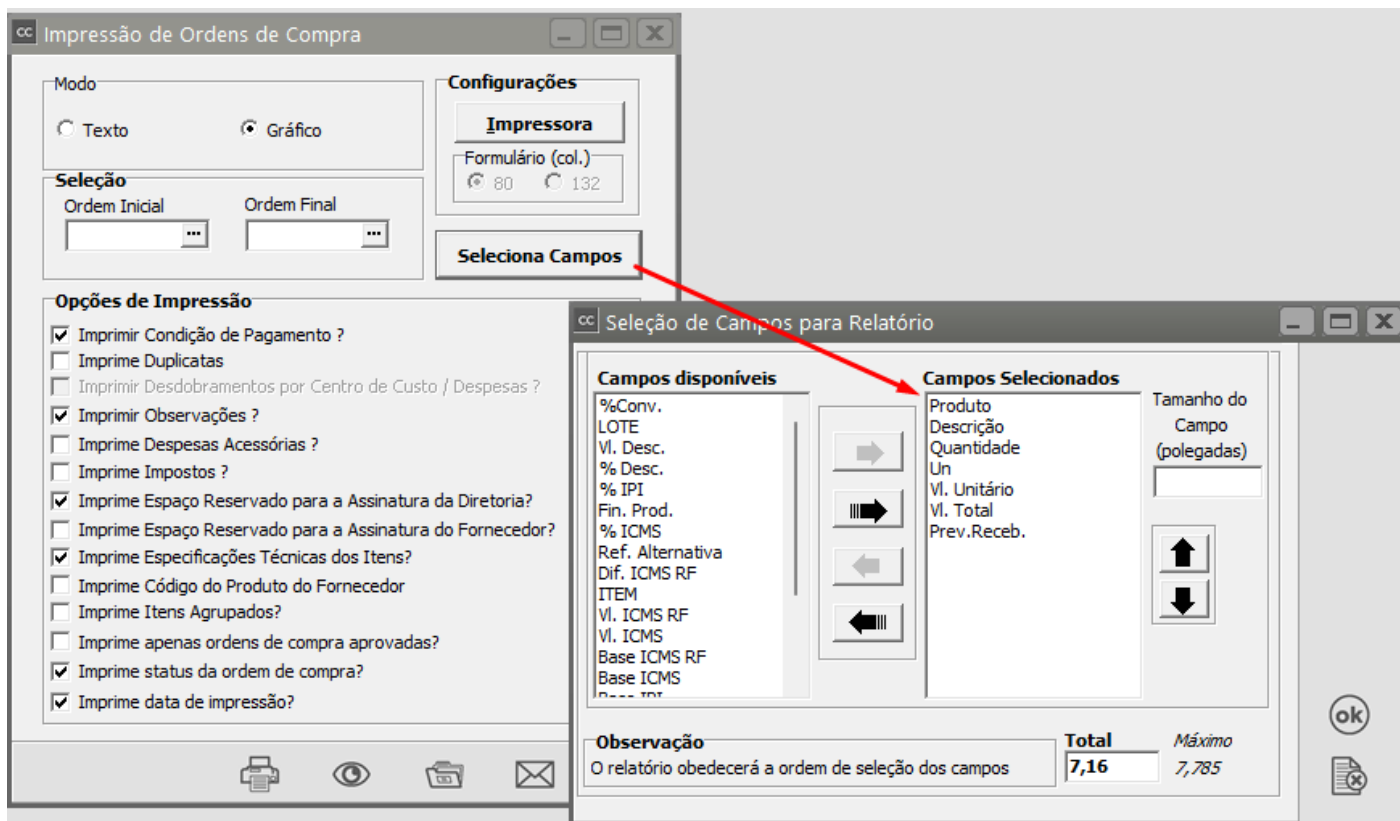 cc Impressão de Ordens de Compra
Modo
Texto
Gráfico
Configurações
Impressora
Formulário (col.)
80
132
Seleção
Ordem Inicial
Ordem Final
...
...
Seleciona Campos
Opções de Impressão
Imprimir Condição de Pagamento ?
Imprime Duplicatas
Imprimir Desdobramentos por Centro de Custo / Despesas ?
Imprimir Observações ?
Imprime Despesas Acessórias ?
Imprime Impostos ?
Imprime Espaço Reservado para a Assinatura da Diretoria?
Imprime Espaço Reservado para a Assinatura do Fornecedor?
Imprime Especificações Técnicas dos Itens?
Imprime Código do Produto do Fornecedor
Imprime Itens Agrupados?
Imprime apenas ordens de compra aprovadas?
Imprime status da ordem de compra?
Imprime data de impressão?
cc Seleção de Campos para Relatório
Campos disponíveis
%Conv.
LOTE
Vl. Desc.
% Desc.
% IPI
Fin. Prod.
% ICMS
Ref. Alternativa
Dif. ICMS RF
ITEM
Vl. ICMS RF
Vl. ICMS
Base ICMS RF
Base ICMS
Base IPI
Campos Selecionados
Produto
Descrição
Quantidade
Un
Vl. Unitário
Vl. Total
Prev.Receb.
Tamanho do
Campo
(polegadas)
Observação
O relatório obedecerá a ordem de seleção dos campos
Total
7,16
Máximo
7,785
ok